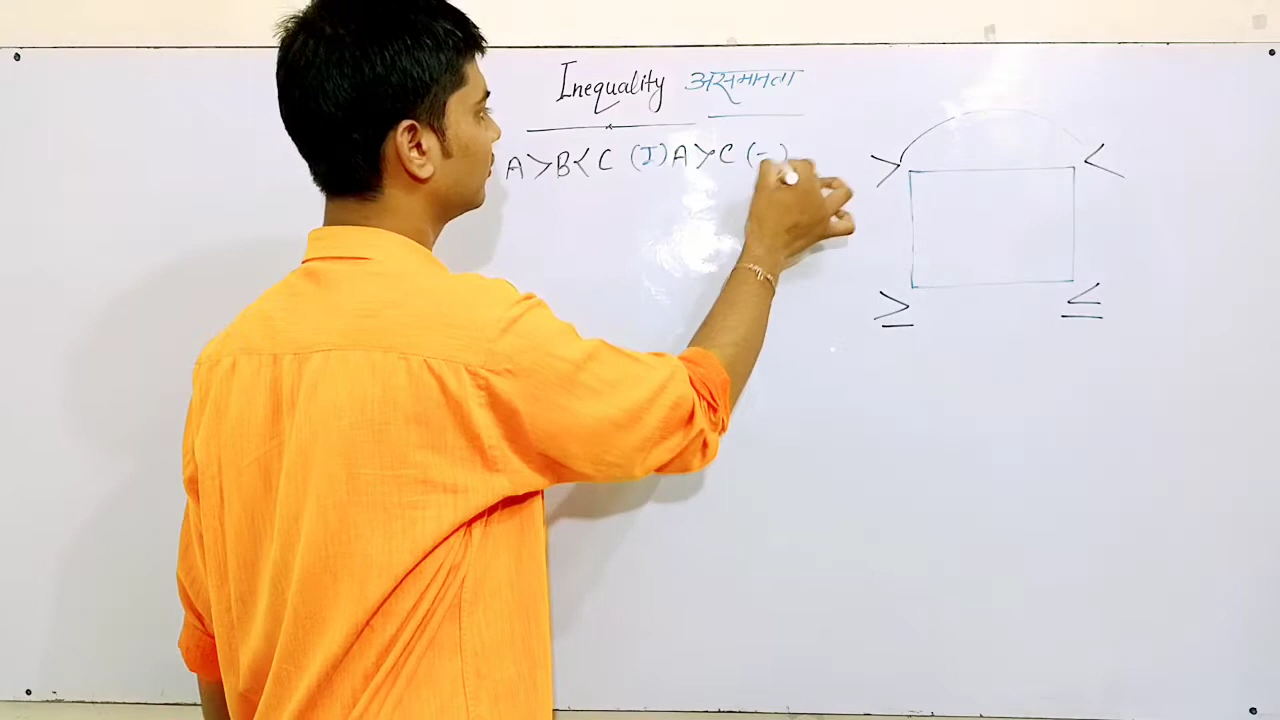 Inequality असमानता
A>B<C (I) A>C (-)
> <
≥ ≤